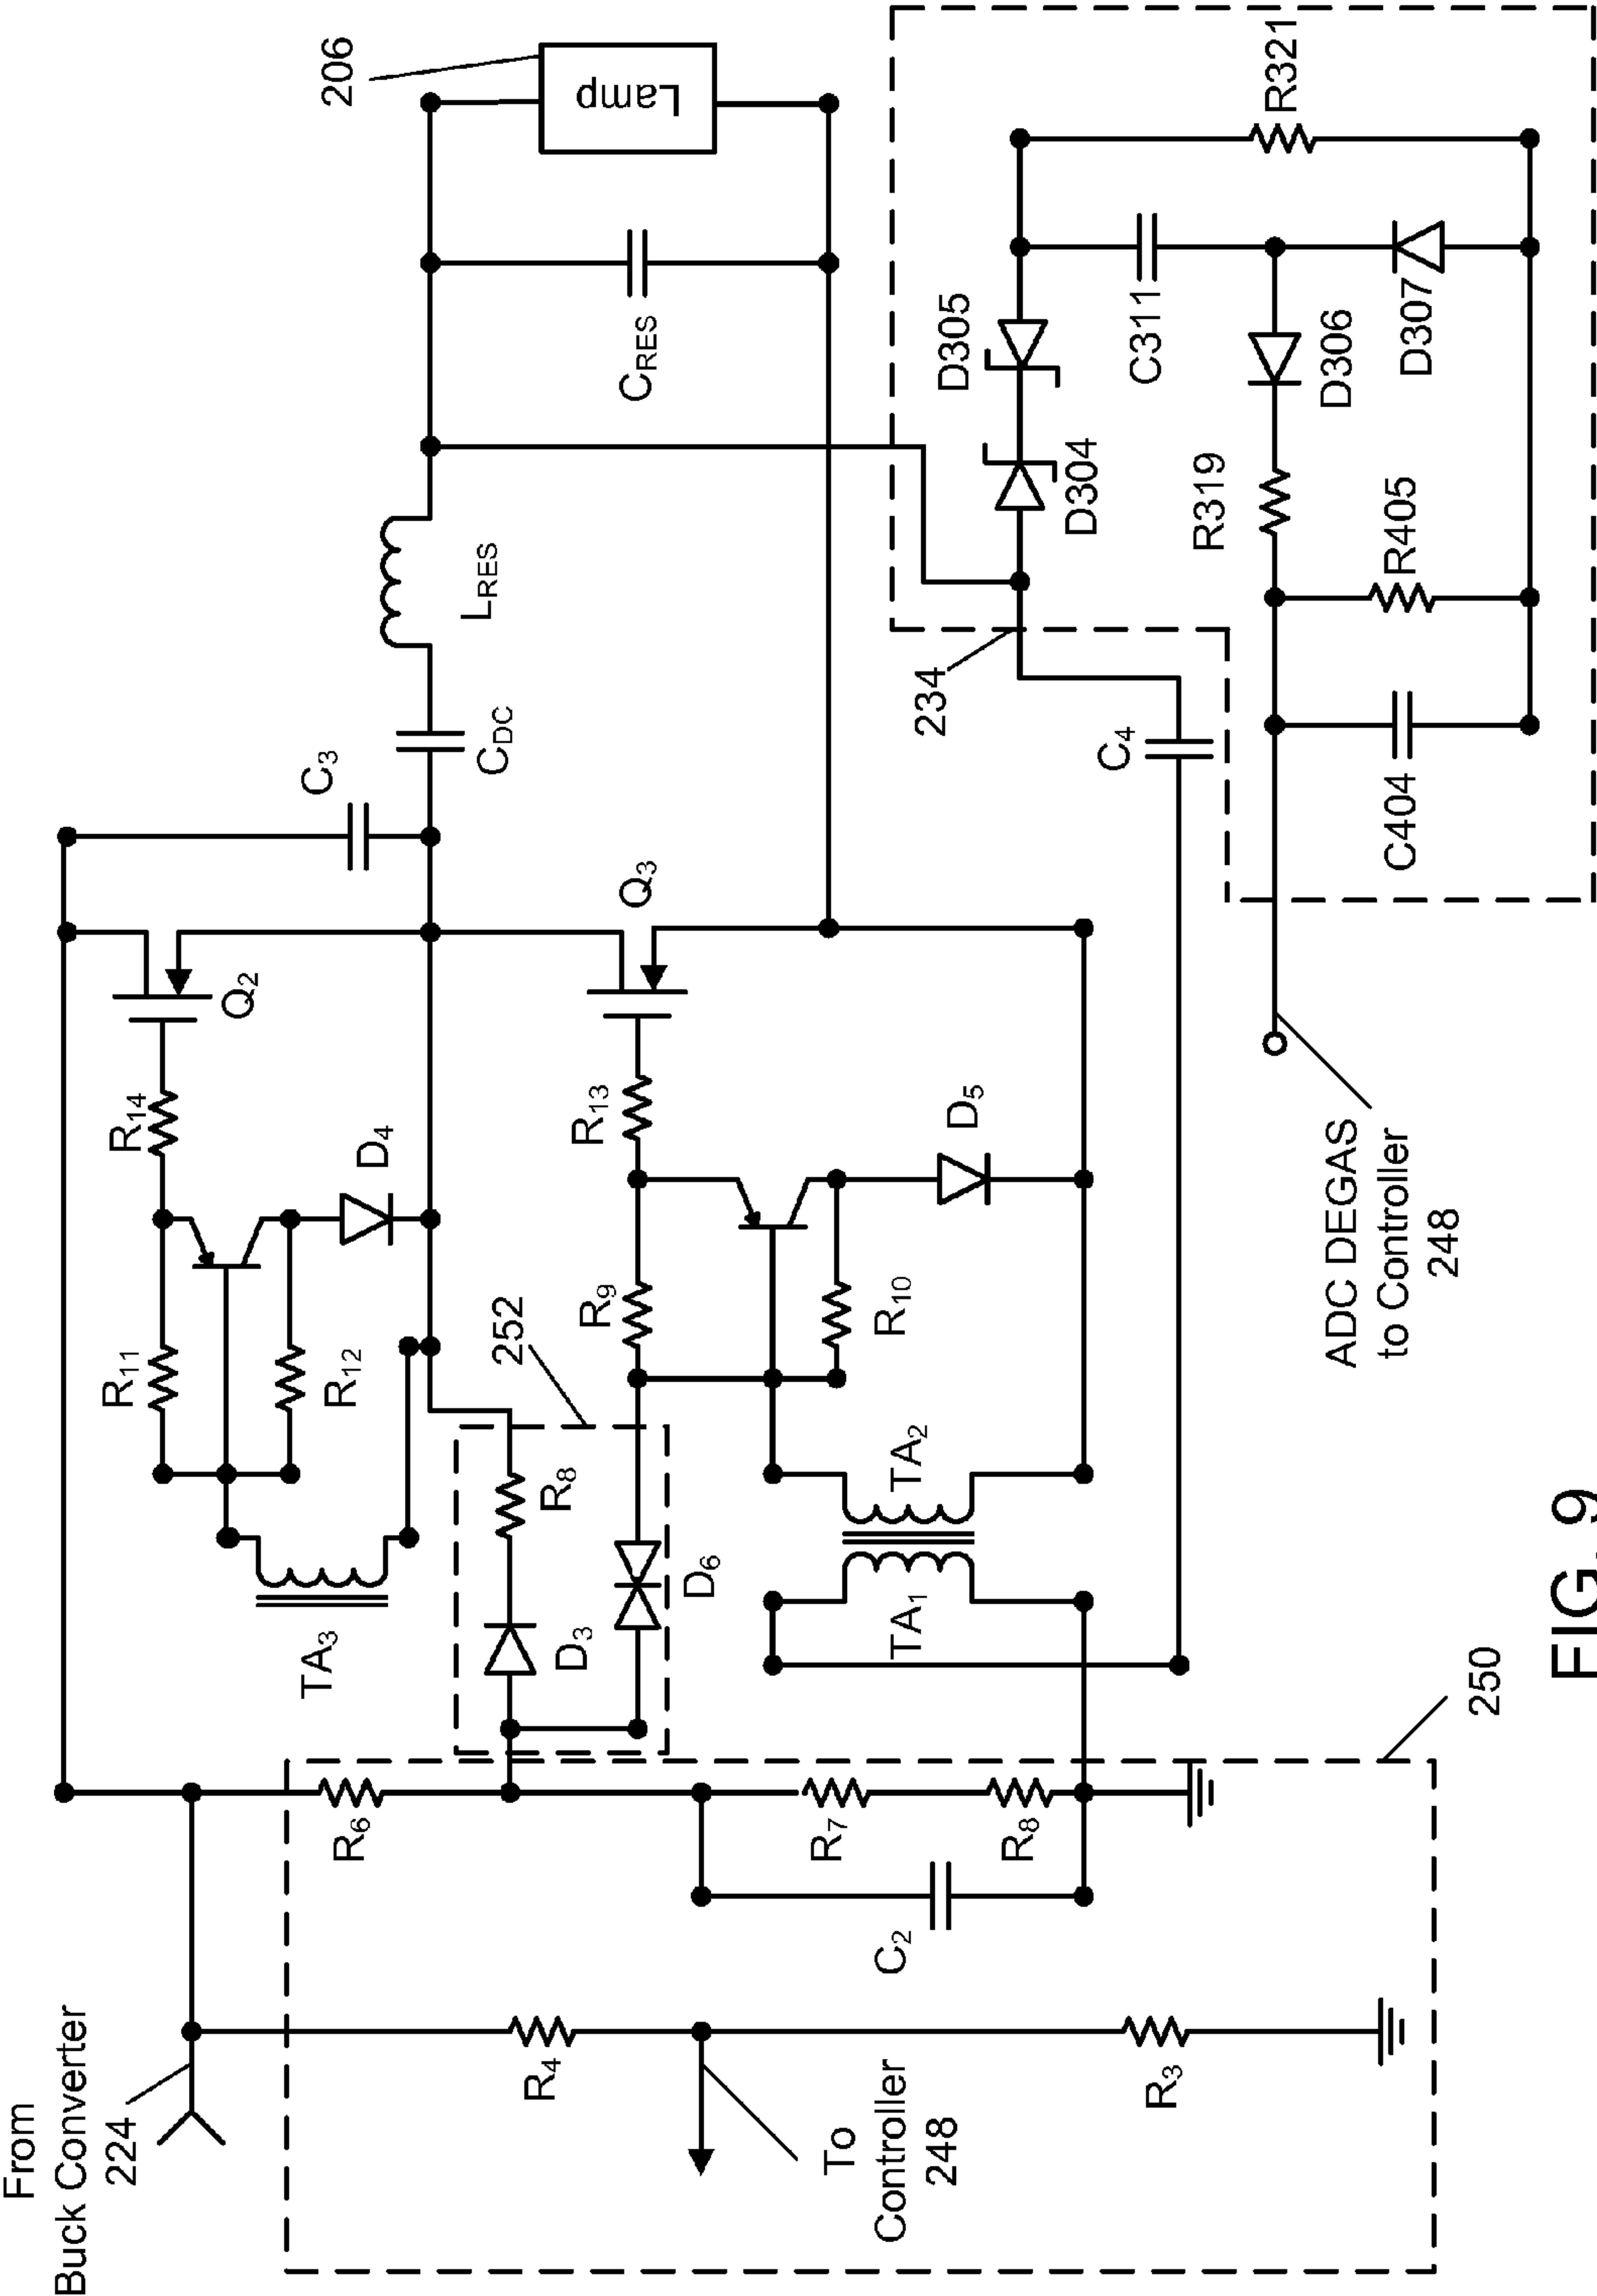 From
Buck Converter
224
206
Lamp
C3
R14
Q2
R11
D4
R12
TA3
CDC
LRES
CRES
Q3
R13
252
R9
R8
D3
D6
D5
R10
TA1
TA2
234
C4
D305
D304
C311
R321
R319
D306
D307
R405
C404
ADC DEGAS
to Controller
248
R6
R7
R8
C2
R4
R3
To
Controller
248
250
FIG. 9